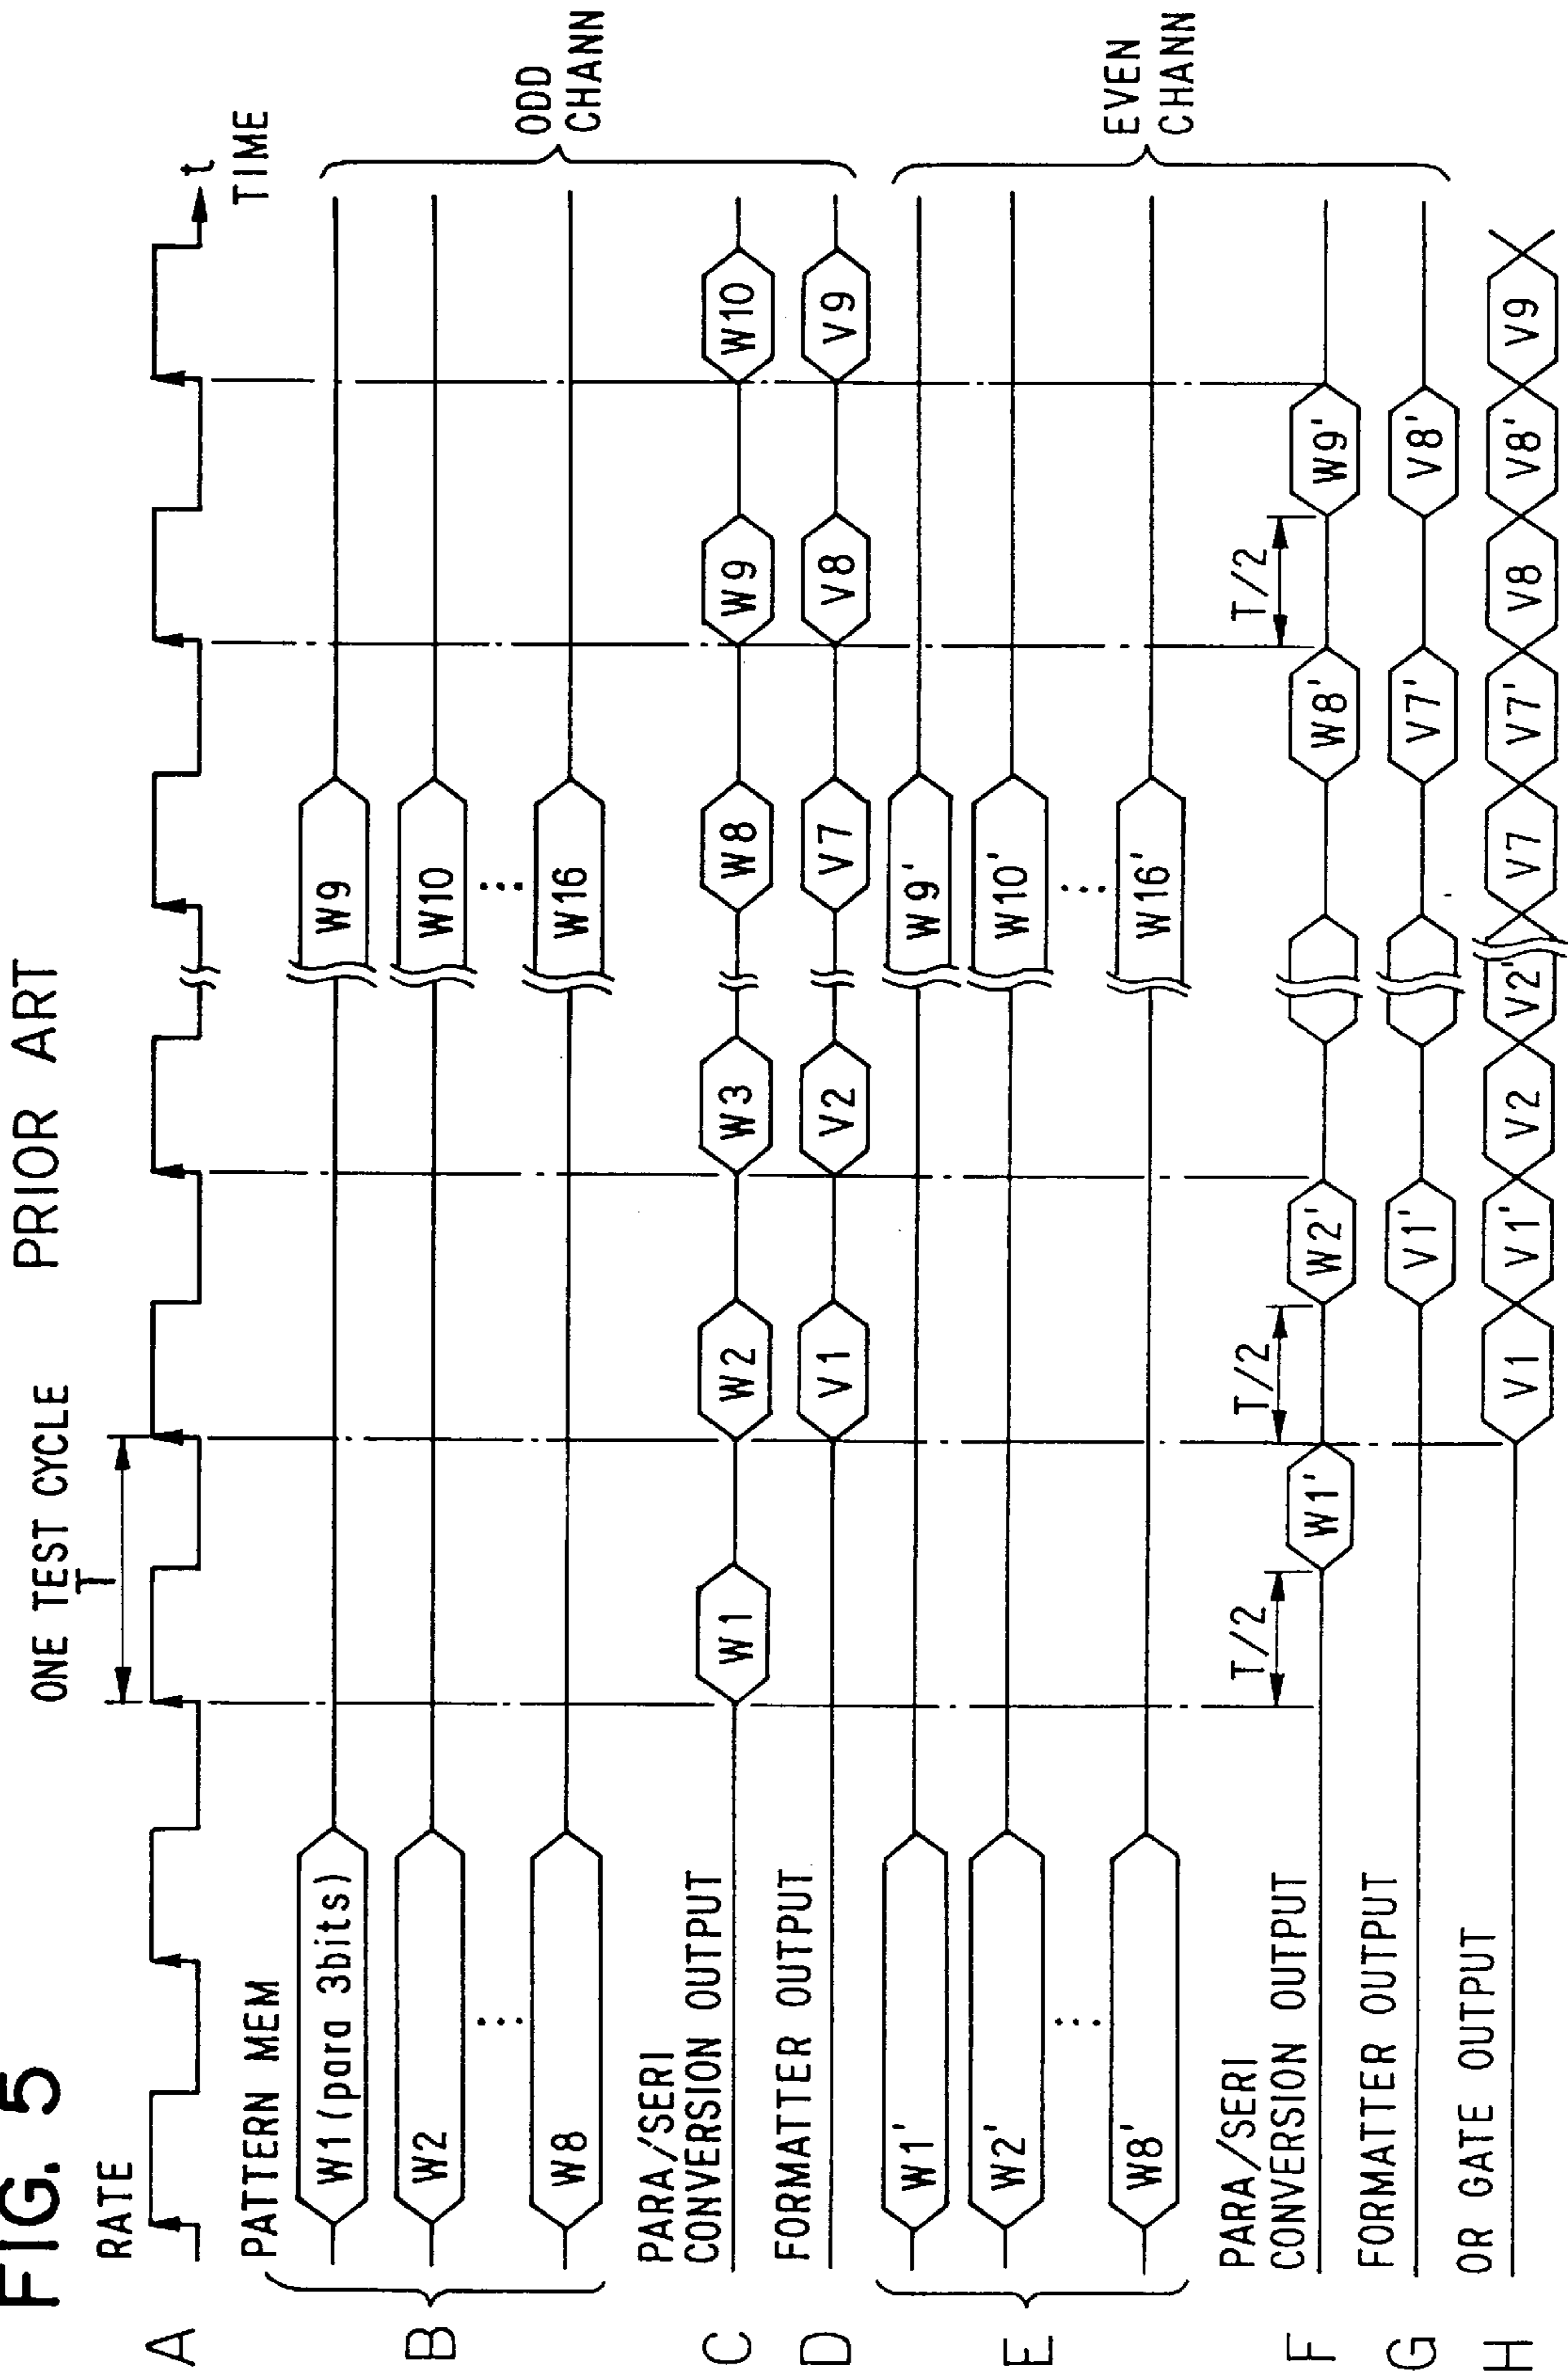 FIG. 5 PRIOR ART
ONE TEST CYCLE
T
A RATE
t
TIME
B PATTERN MEM
W1 (para 3bits) W9
W2 W10
... ...
W8 W16
ODD
CHANN
C PARA/SERI
CONVERSION OUTPUT W1 W2 W3 W8 W9 W10
D FORMATTER OUTPUT V1 V2 V7 V8 V9
E
W1' W9'
W2' W10'
... ...
W8' W16'
EVEN
CHANN
T/2 T/2 T/2
F PARA/SERI
CONVERSION OUTPUT W1' W2' W8' W9'
G FORMATTER OUTPUT V1' V7' V8'
H OR GATE OUTPUT V1 V1' V2 V2' V7 V7' V8 V8' V9